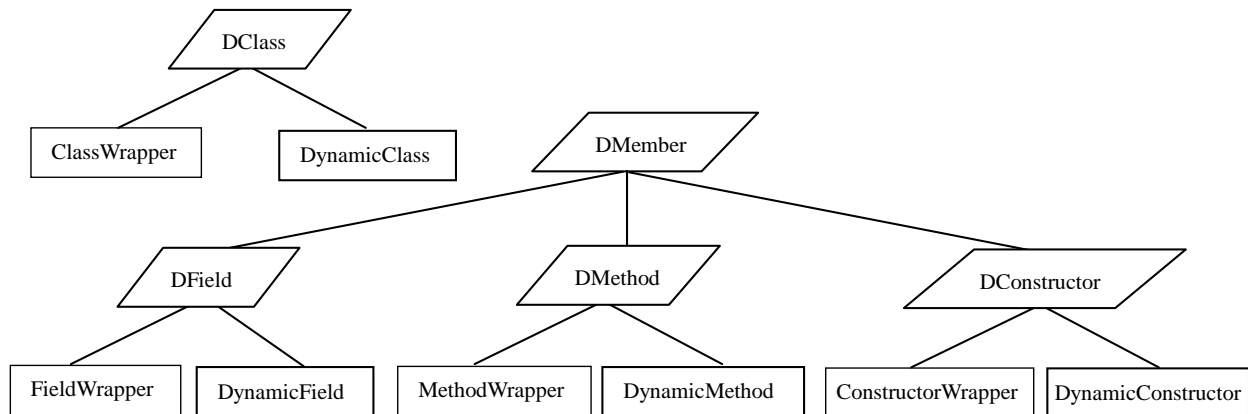 DClass
ClassWrapper
DynamicClass
DMember
DField
DMethod
DConstructor
FieldWrapper
DynamicField
MethodWrapper
DynamicMethod
ConstructorWrapper
DynamicConstructor